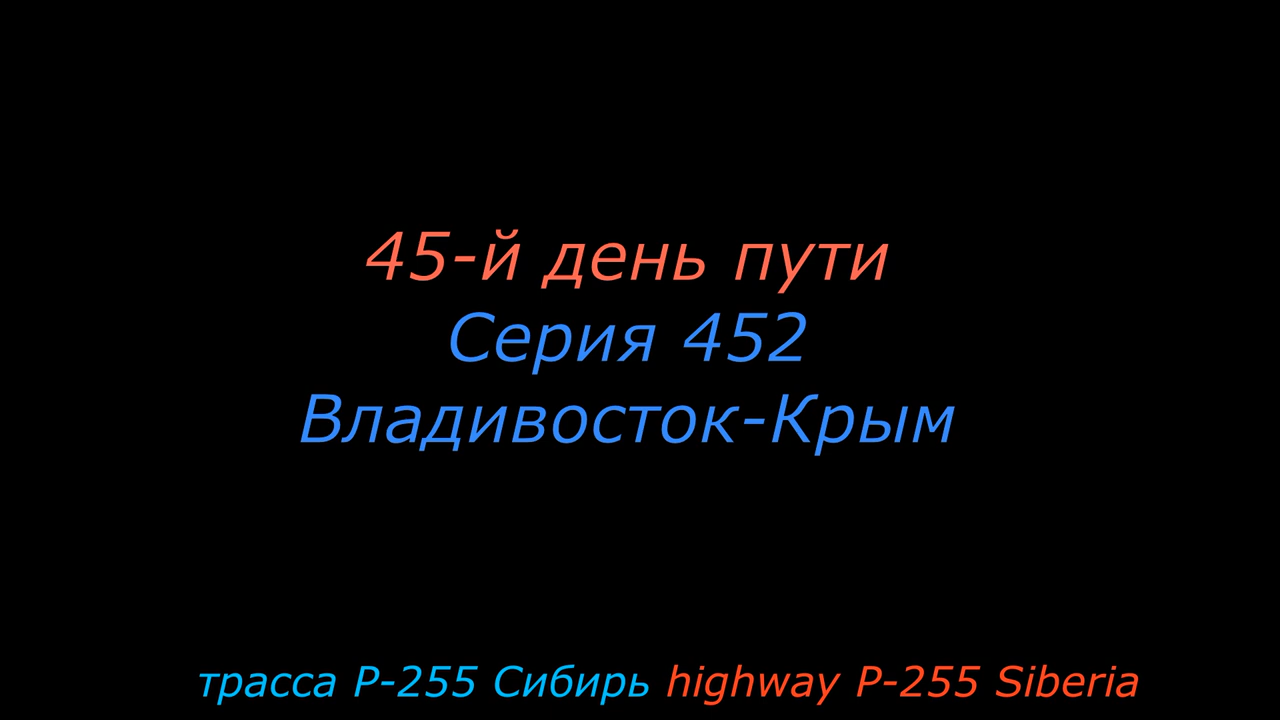 45-й день пути
Серия 452
Владивосток-Крым
трасса Р-255 Сибирь highway P-255 Siberia